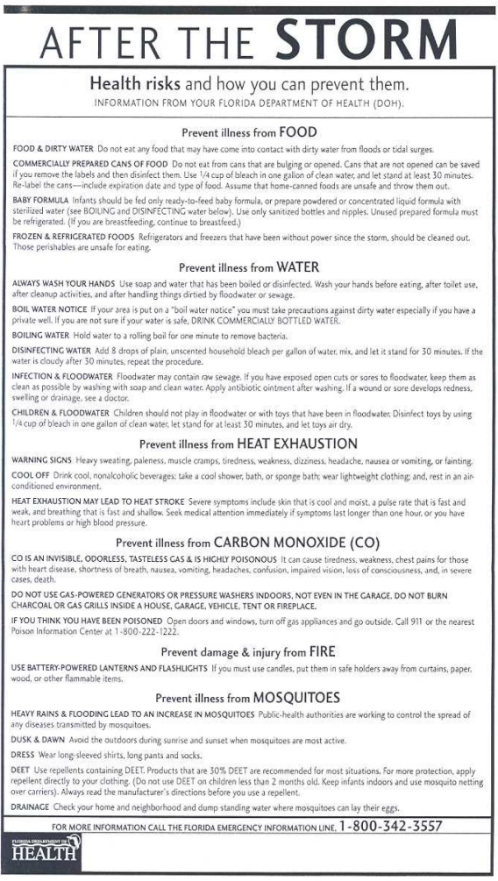 AFTER THE STORM
Health risks and how you can prevent them.
INFORMATION FROM YOUR FLORIDA DEPARTMENT OF HEALTH (DOH).
Prevent illness from FOOD
FOOD & DIRTY WATER Do not eat any food that may have come into contact with dirty water from floods or tidal surges.
COMMERCIALLY PREPARED CANS OF FOOD Do not eat from cans that are bulging or opened. Cans that are not opened can be saved
if you remove the labels and then disinfect them. Use 1/4 cup of bleach in one gallon of clean water, and let stand at least 30 minutes.
Re-label the cans—include expiration date and type of food. Assume that home-canned foods are unsafe and throw them out.
BABY FORMULA Infants should be fed only ready-feed baby formula, or prepare powdered or concentrated liquid formula with
sterilized water (see BOILING and DISINFECTING water below). Use only sanitized bottles and nipples. Unused prepared formula must
be refrigerated. (If you are breastfeeding, continue to breastfeed.)
FROZEN & REFRIGERATED FOODS Refrigerators and freezers that have been without power since the storm, should be cleaned out.
Those perishables are unsafe for eating.
Prevent illness from WATER
ALWAYS WASH YOUR HANDS Use soap and water that has been boiled or disinfected. Wash your hands before eating, after toilet use,
after cleanup activities, and after handling things dirtied by floodwater or sewage.
BOIL WATER NOTICE If your area is put on a "boil water notice" you must take precautions against dirty water especially if you have a
private well. If you are not sure if your water is safe, DRINK COMMERCIALLY BOTTLED WATER.
BOILING WATER Hold water to a rolling boil for one minute to remove bacteria.
DISINFECTING WATER Add 8 drops of plain, unscented household bleach per gallon of water, mix, and let it stand for 30 minutes. If the
water is cloudy after 30 minutes, repeat the procedure.
INFECTION & FLOODWATER Floodwater may contain raw sewage. If you have exposed open cuts or sores to floodwater, keep them as
clean as possible by washing with soap and clean water. Apply antibiotic ointment after washing. If a wound or sore develops redness,
swelling or drainage, see a doctor.
CHILDREN & FLOODWATER Children should not play in floodwater or with toys that have been in floodwater. Disinfect toys by using
1/4 cup of bleach in one gallon of clean water, let stand for at least 30 minutes, and let toys air dry.
Prevent illness from HEAT EXHAUSTION
WARNING SIGNS Heavy sweating, paleness, muscle cramps, tiredness, weakness, dizziness, headache, nausea or vomiting, or fainting.
COOL OFF Drink cool, nonalcoholic beverages; take a cool shower, bath, or sponge bath; wear lightweight clothing; and, rest in an air-
conditioned environment.
HEAT EXHAUSTION MAY LEAD TO HEAT STROKE Severe symptoms include skin that is cool and moist, a pulse rate that is fast and
weak, and breathing that is fast and shallow. Seek medical attention immediately if symptoms last longer than one hour, or you have
heart problems or high blood pressure.
Prevent illness from CARBON MONOXIDE (CO)
CO IS AN INVISIBLE, ODORLESS, TASTELESS GAS & IS HIGHLY POISONOUS It can cause tiredness, weakness, chest pains for those
with heart disease, shortness of breath, nausea, vomiting, headaches, confusion, impaired vision, loss of consciousness, and, in severe
cases, death.
DO NOT USE GAS-POWERED GENERATORS OR PRESSURE WASHERS INDOORS, NOT EVEN IN THE GARAGE. DO NOT BURN
CHARCOAL OR GAS GRILLS INSIDE A HOUSE, GARAGE, VEHICLE, TENT OR FIREPLACE.
IF YOU THINK YOU HAVE BEEN POISONED Open doors and windows, turn off gas appliances and go outside. Call 911 or the nearest
Poison Information Center at 1-800-222-1222.
Prevent damage & injury from FIRE
USE BATTERY-POWERED LANTERNS AND FLASHLIGHTS If you must use candles, put them in safe holders away from curtains, paper,
wood, or other flammable items.
Prevent illness from MOSQUITOES
HEAVY RAINS & FLOODING LEAD TO AN INCREASE IN MOSQUITOES Public-health authorities are working to control the spread of
any diseases transmitted by mosquitoes.
DUSK & DAWN Avoid the outdoors during sunrise and sunset when mosquitoes are most active.
DRESS Wear long-sleeved shirts, long pants and socks.
DEET Use repellents containing DEET. Products that are 30% DEET are recommended for most situations. For more protection, apply
repellent directly to your clothing. (Do not use DEET on children less than 2 months old. Keep infants indoors and use mosquito netting
over carriers). Always read the manufacturer's directions before you use a repellent.
DRAINAGE Check your home and neighborhood and dump standing water where mosquitoes can lay their eggs.
FOR MORE INFORMATION CALL THE FLORIDA EMERGENCY INFORMATION LINE, 1-800-342-3557
FLORIDA DEPARTMENT OF
HEALTH